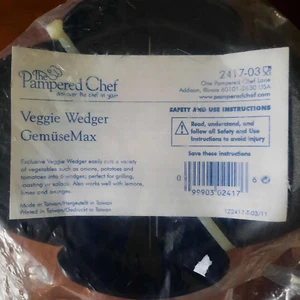 The
Pampered Chef
discover the chef in you
2417-03
One Pampered Chef Lane
Addison, Illinois 60101-5630 USA
www.pamperedchef.com
Veggie Wedger
GemüseMax
SAFETY AND USE INSTRUCTIONS
Read, understand, and
follow all Safety and Use
Instructions to avoid injury
Save these instructions
Exclusive Veggie Wedger easily cuts a variety
of vegetables such as onions, potatoes and
tomatoes into 8 wedges; perfect for grilling,
roasting or salads. Also works well with lemons,
limes and oranges.
Made in Taiwan/Hergestellt in Taiwan
Printed in Taiwan/Gedruckt in Taiwan
0 99903 02417 6